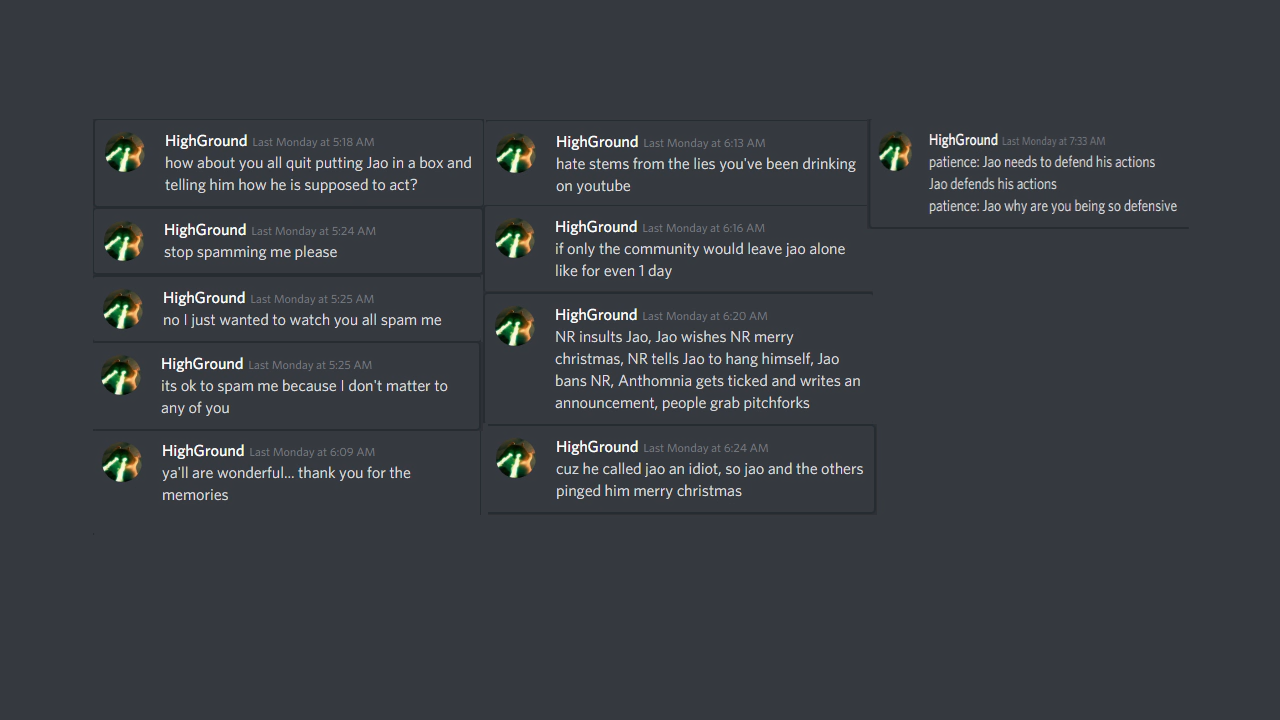 HighGround Last Monday at 5:18 AM
how about you all quit putting Jao in a box and
telling him how he is supposed to act?
HighGround Last Monday at 5:24 AM
stop spamming me please
HighGround Last Monday at 5:25 AM
no I just wanted to watch you all spam me
HighGround Last Monday at 5:25 AM
its ok to spam me because I don't matter to
any of you
HighGround Last Monday at 6:09 AM
ya'll are wonderful... thank you for the
memories
HighGround Last Monday at 6:13 AM
hate stems from the lies you've been drinking
on youtube
HighGround Last Monday at 6:16 AM
if only the community would leave jao alone
like for even 1 day
HighGround Last Monday at 6:20 AM
NR insults Jao, Jao wishes NR merry
christmas, NR tells Jao to hang himself, Jao
bans NR, Anthomnia gets ticked and writes an
announcement, people grab pitchforks
HighGround Last Monday at 6:24 AM
cuz he called jao an idiot, so jao and the others
pinged him merry christmas
HighGround Last Monday at 7:33 AM
patience: Jao needs to defend his actions
Jao defends his actions
patience: Jao why are you being so defensive